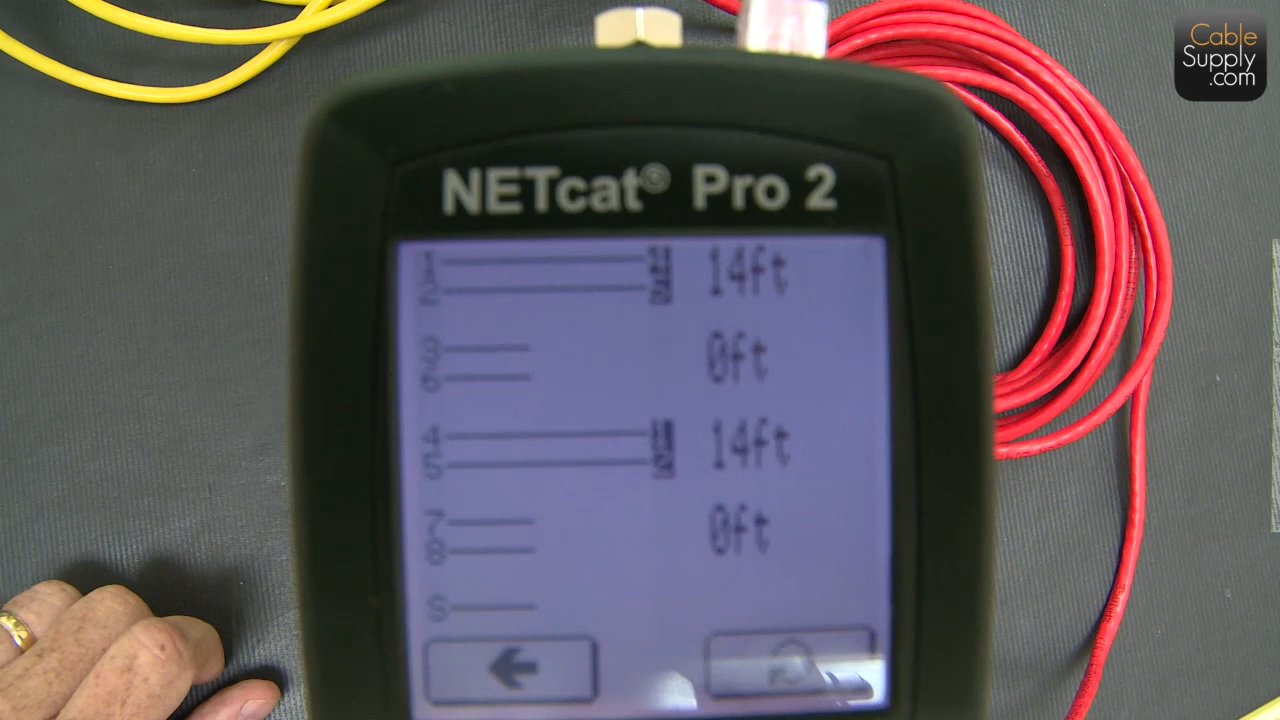 Cable
Supply
.com
NETcat® Pro 2
1
2
14ft
3
6
0ft
4
5
14ft
7
8
0ft
S